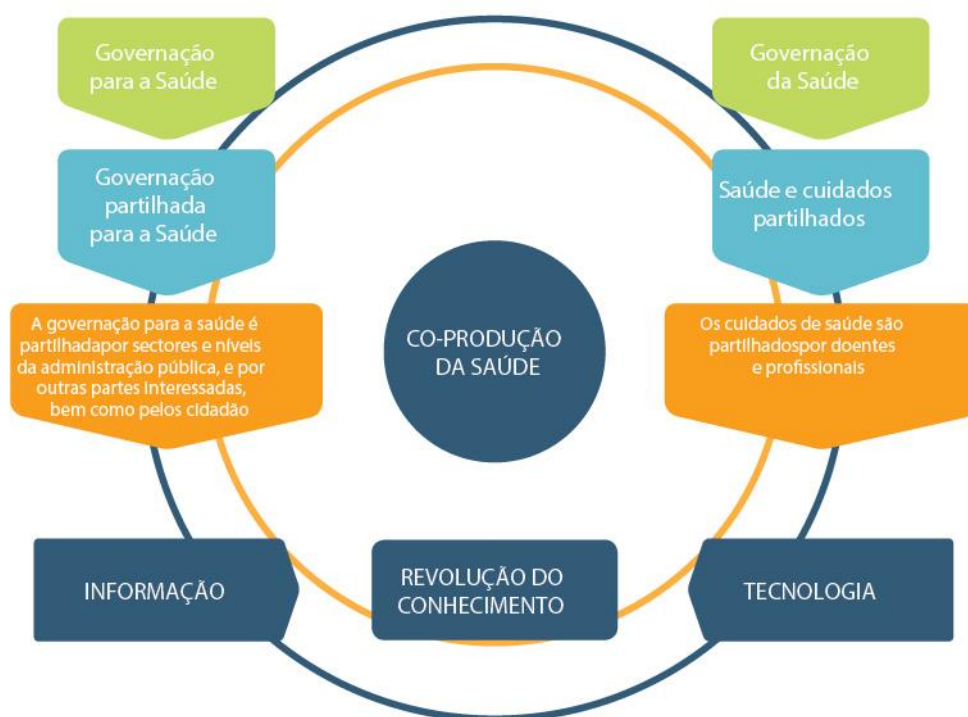 Governação
para a Saúde
Governação
da Saúde
Governação
partilhada
para a Saúde
Saúde e cuidados
partilhados
A governação para a saúde é
partilhadapor sectores e níveis
da administração pública, e por
outras partes interessadas,
bem como pelos cidadão
CO-PRODUÇÃO
DA SAÚDE
Os cuidados de saúde são
partilhadospor doentes
e profissionais
INFORMAÇÃO
REVOLUÇÃO DO
CONHECIMENTO
TECNOLOGIA